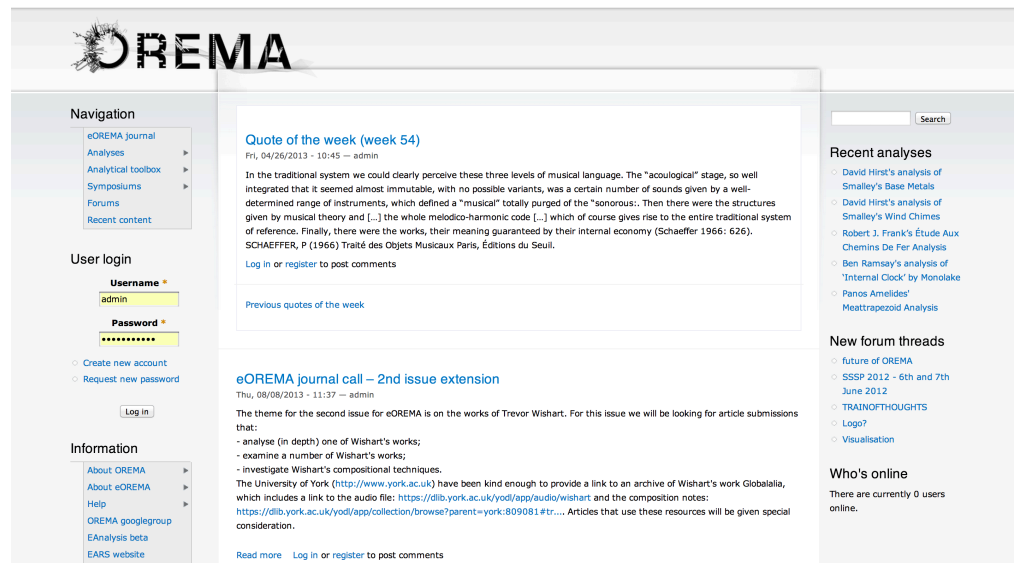 OREMA
Navigation
eOREMA journal
Analyses
Analytical toolbox
Symposiums
Forums
Recent content
User login
Username *
admin
Password *
•••••••••••
Create new account
Request new password
Log in
Information
About OREMA
About eOREMA
Help
OREMA googlegroup
EAnalysis beta
EARS website
Quote of the week (week 54)
Fri, 04/26/2013 - 10:45 — admin
In the traditional system we could clearly perceive these three levels of musical language. The “acoulogical” stage, so well
integrated that it seemed almost immutable, with no possible variants, was a certain number of sounds given by a well-
determined range of instruments, which defined a “musical” totally purged of the “sonorous:. Then there were the structures
given by musical theory and [...] the whole melodico-harmonic code [...] which of course gives rise to the entire traditional system
of reference. Finally, there were the works, their meaning guaranteed by their internal economy (Schaeffer 1966: 626).
SCHAEFFER, P (1966) Traité des Objets Musicaux Paris, Éditions du Seuil.
Log in or register to post comments
Previous quotes of the week
eOREMA journal call – 2nd issue extension
Thu, 08/08/2013 - 11:37 — admin
The theme for the second issue for eOREMA is on the works of Trevor Wishart. For this issue we will be looking for article submissions
that:
- analyse (in depth) one of Wishart's works;
- examine a number of Wishart's works;
- investigate Wishart's compositional techniques.
The University of York (http://www.york.ac.uk) have been kind enough to provide a link to an archive of Wishart's work Globalalia,
which includes a link to the audio file: https://dlib.york.ac.uk/yodl/app/audio/wishart and the composition notes:
https://dlib.york.ac.uk/yodl/app/collection/browse?parent=york:809081#tr.... Articles that use these resources will be given special
consideration.
Read more Log in or register to post comments
Search
Recent analyses
David Hirst's analysis of
Smalley's Base Metals
David Hirst's analysis of
Smalley's Wind Chimes
Robert J. Frank's Étude Aux
Chemins De Fer Analysis
Ben Ramsay's analysis of
‘Internal Clock’ by Monolake
Panos Amelides'
Meattrapezoid Analysis
New forum threads
future of OREMA
SSSP 2012 - 6th and 7th
June 2012
TRAINOFTHOUGHTS
Logo?
Visualisation
Who's online
There are currently 0 users
online.